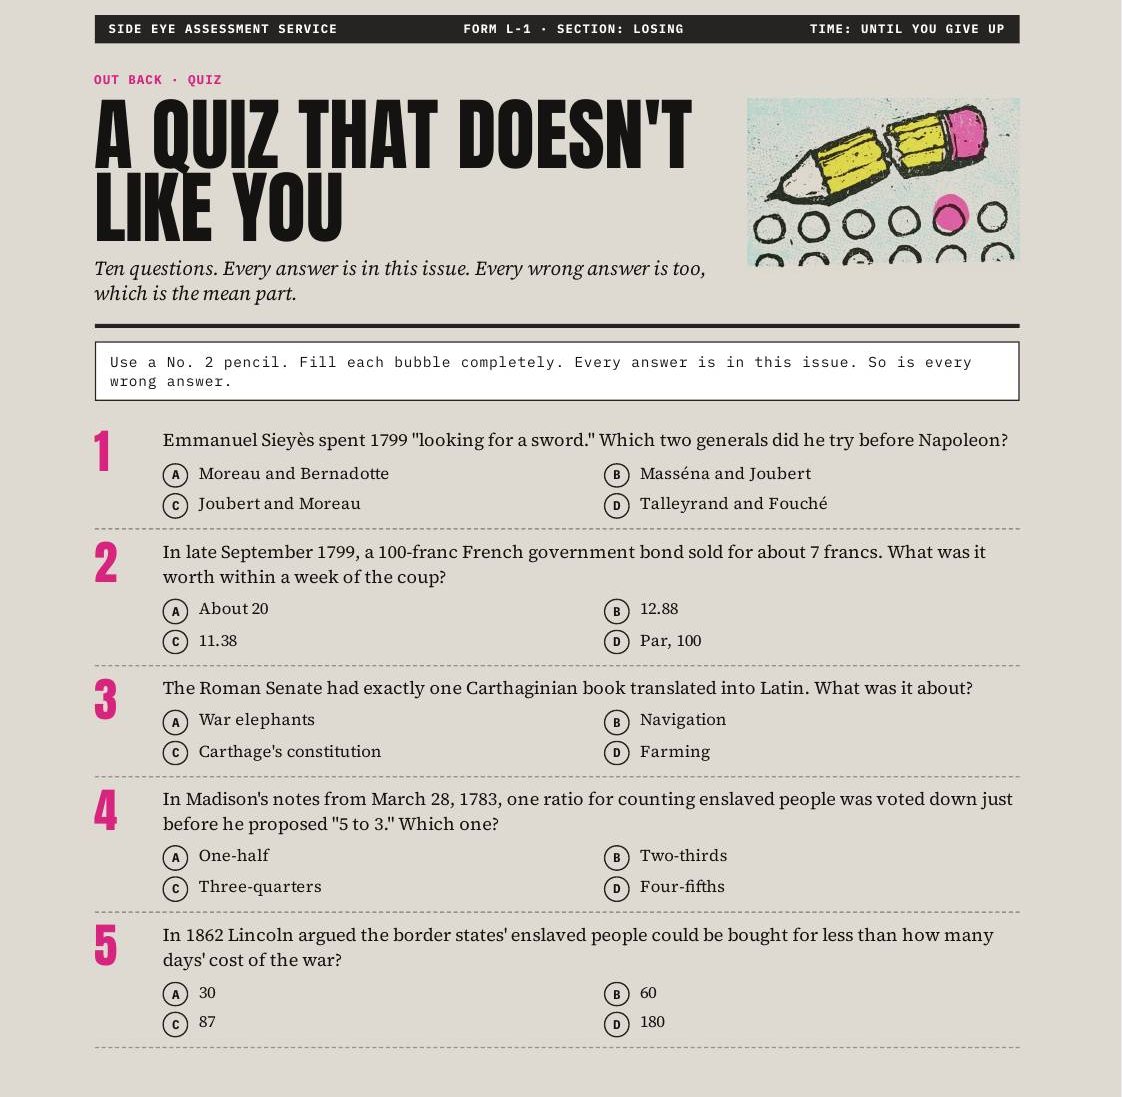 SIDE EYE ASSESSMENT SERVICE FORM L-1 · SECTION: LOSING TIME: UNTIL YOU GIVE UP
OUT BACK · QUIZ
A QUIZ THAT DOESN'T
LIKE YOU
Ten questions. Every answer is in this issue. Every wrong answer is too,
which is the mean part.
Use a No. 2 pencil. Fill each bubble completely. Every answer is in this issue. So is every
wrong answer.
1 Emmanuel Sieyès spent 1799 "looking for a sword." Which two generals did he try before Napoleon?
A Moreau and Bernadotte B Masséna and Joubert
C Joubert and Moreau D Talleyrand and Fouché
2 In late September 1799, a 100-franc French government bond sold for about 7 francs. What was it
worth within a week of the coup?
A About 20 B 12.88
C 11.38 D Par, 100
3 The Roman Senate had exactly one Carthaginian book translated into Latin. What was it about?
A War elephants B Navigation
C Carthage's constitution D Farming
4 In Madison's notes from March 28, 1783, one ratio for counting enslaved people was voted down just
before he proposed "5 to 3." Which one?
A One-half B Two-thirds
C Three-quarters D Four-fifths
5 In 1862 Lincoln argued the border states' enslaved people could be bought for less than how many
days' cost of the war?
A 30 B 60
C 87 D 180